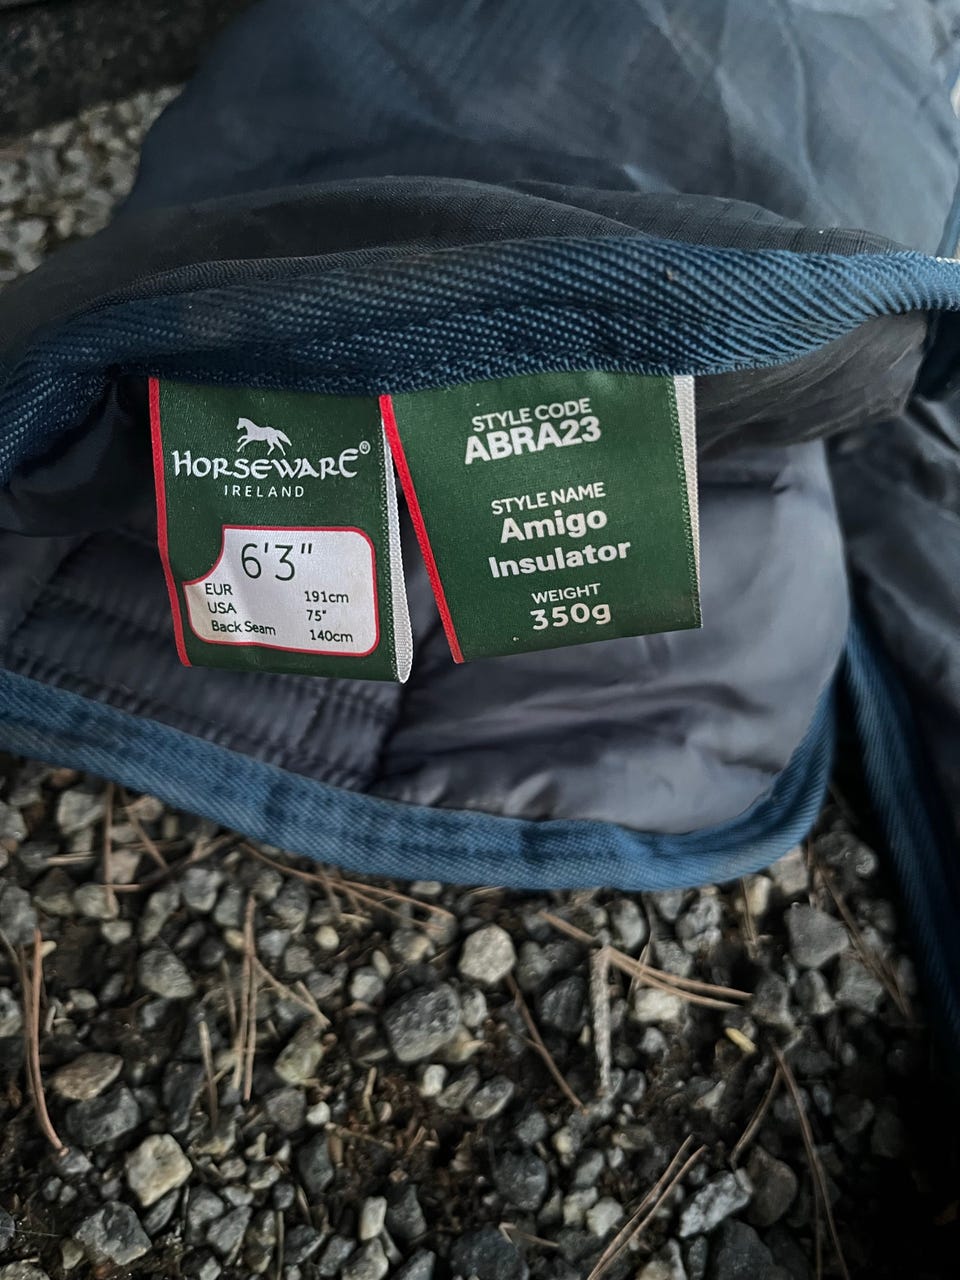 HORSEWARE®
IRELAND
6'3"
EUR 191cm
USA 75"
Back Seam 140cm
STYLE CODE
ABRA23
STYLE NAME
Amigo
Insulator
WEIGHT
350g